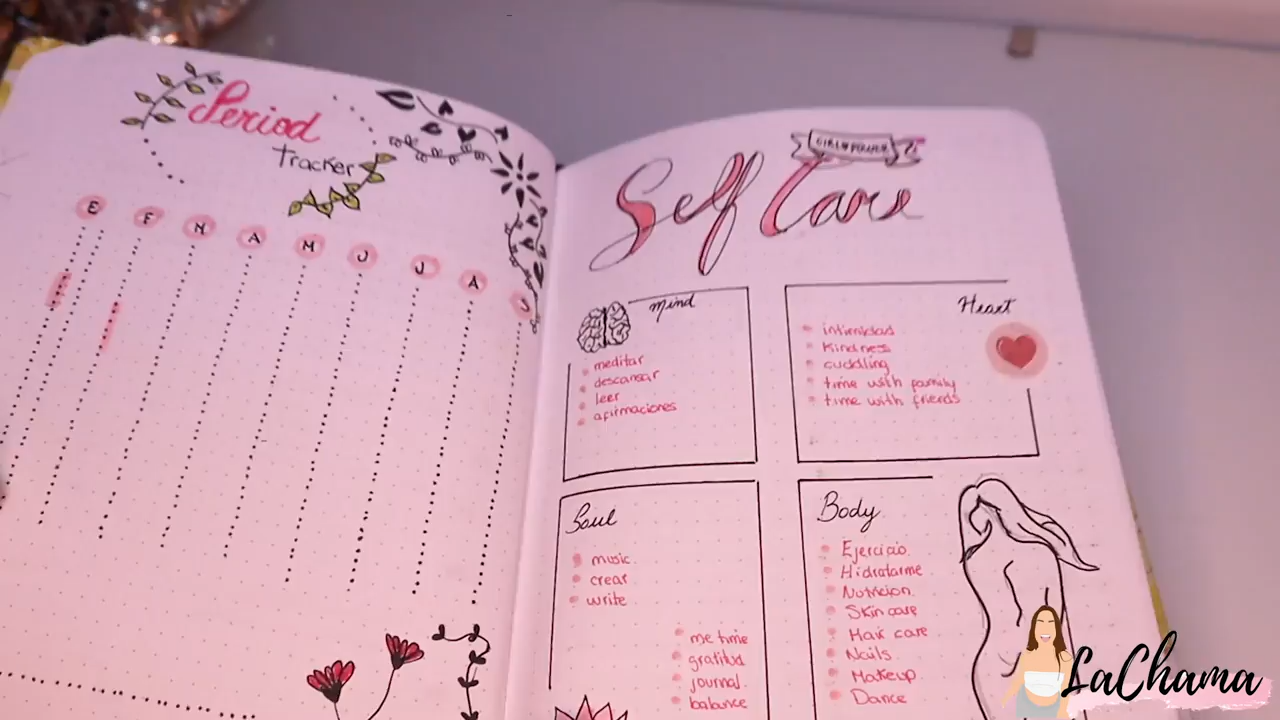 Period
Tracker
E F M A M J J A S
GIRL POWER
Self Care
Mind
meditar
descansar
leer
afirmaciones
Heart
intimidad
Kindness
cuddling
time with family
time with friends
Soul
music
crear
write
me time
gratitud
journal
balance
Body
Ejercicio
Hidratarme
Nutricion
Skin care
Hair care
Nails
Makeup
Dance
LaChama